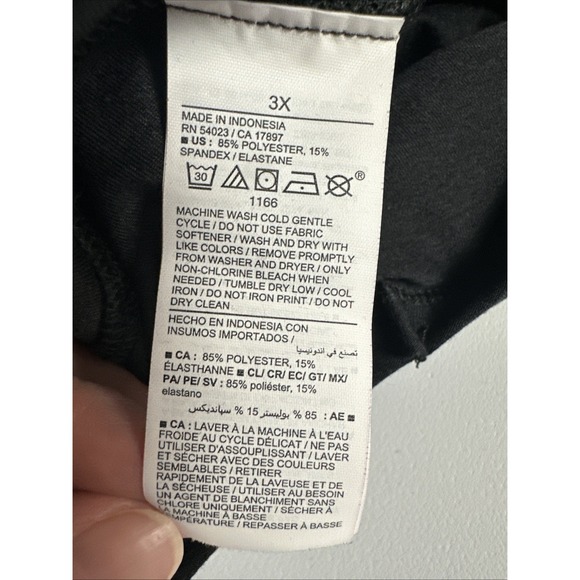 3X
MADE IN INDONESIA
RN 54023 / CA 17897
■ US : 85% POLYESTER, 15%
SPANDEX / ELASTANE
30 ®
1166
MACHINE WASH COLD GENTLE
CYCLE / DO NOT USE FABRIC
SOFTENER / WASH AND DRY WITH
LIKE COLORS / REMOVE PROMPTLY
FROM WASHER AND DRYER / ONLY
NON-CHLORINE BLEACH WHEN
NEEDED / TUMBLE DRY LOW / COOL
IRON / DO NOT IRON PRINT / DO NOT
DRY CLEAN
HECHO EN INDONESIA CON
INSUMOS IMPORTADOS /
تصنع في اندونيسيا
■ CA : 85% POLYESTER, 15%
ÉLASTHANNE ■ CL/ CR/ EC/ GT/ MX/
PA/ PE/ SV : 85% poliéster, 15%
elastano
■ AE : 85 % بوليستر 15 % سپاندیکس
■ CA : LAVER À LA MACHINE À L'EAU
FROIDE AU CYCLE DÉLICAT / NE PAS
UTILISER D'ASSOUPLISSANT / LAVER
ET SÉCHER AVEC DES COULEURS
SEMBLABLES / RETIRER
RAPIDEMENT DE LA LAVEUSE ET DE
LA SÉCHEUSE / UTILISER AU BESOIN
UN AGENT DE BLANCHIMENT SANS
CHLORE UNIQUEMENT / SÉCHER À
LA MACHINE À BASSE
TEMPÉRATURE / REPASSER À BASSE